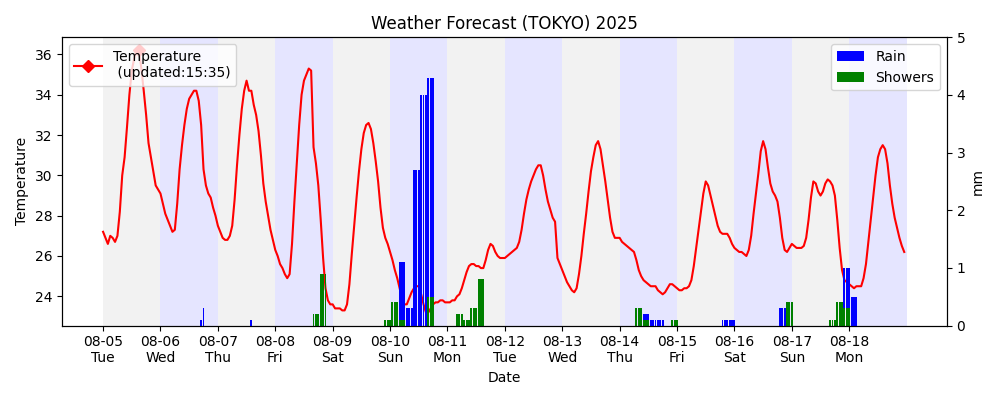 Weather Forecast (TOKYO) 2025
Temperature
(updated:15:35)
Rain
Showers
Temperature
36
34
32
30
28
26
24
5
4
3
2
1
0
mm
08-05 08-06 08-07 08-08 08-09 08-10 08-11 08-12 08-13 08-14 08-15 08-16 08-17 08-18
Tue Wed Thu Fri Sat Sun Mon Tue Wed Thu Fri Sat Sun Mon
Date